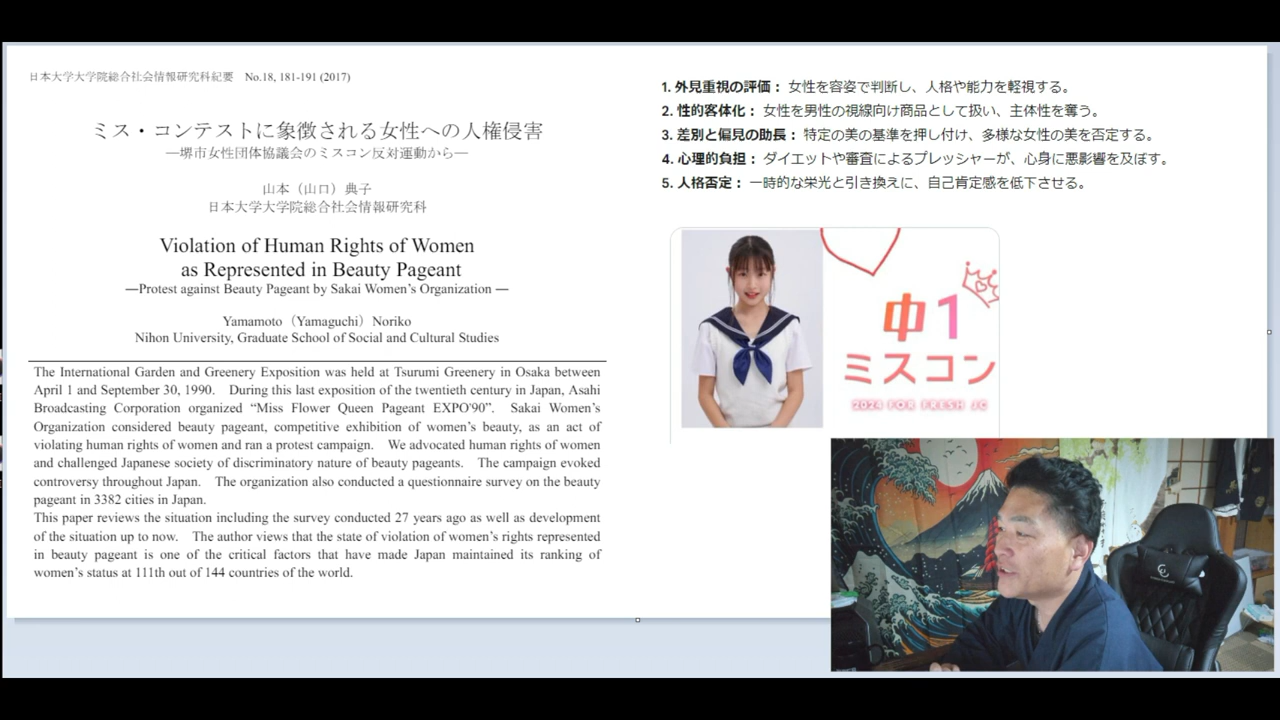 日本大学大学院総合社会情報研究科紀要 No.18, 181-191 (2017)
ミス・コンテストに象徴される女性への人権侵害
―堺市女性団体協議会のミスコン反対運動から―
山本（山口）典子
日本大学大学院総合社会情報研究科
Violation of Human Rights of Women
as Represented in Beauty Pageant
―Protest against Beauty Pageant by Sakai Women's Organization ―
Yamamoto（Yamaguchi）Noriko
Nihon University, Graduate School of Social and Cultural Studies
The International Garden and Greenery Exposition was held at Tsurumi Greenery in Osaka between
April 1 and September 30, 1990. During this last exposition of the twentieth century in Japan, Asahi
Broadcasting Corporation organized “Miss Flower Queen Pageant EXPO'90”. Sakai Women's
Organization considered beauty pageant, competitive exhibition of women's beauty, as an act of
violating human rights of women and ran a protest campaign. We advocated human rights of women
and challenged Japanese society of discriminatory nature of beauty pageants. The campaign evoked
controversy throughout Japan. The organization also conducted a questionnaire survey on the beauty
pageant in 3382 cities in Japan.
This paper reviews the situation including the survey conducted 27 years ago as well as development
of the situation up to now. The author views that the state of violation of women's rights represented
in beauty pageant is one of the critical factors that have made Japan maintained its ranking of
women's status at 111th out of 144 countries of the world.
1. 外見重視の評価： 女性を容姿で判断し、人格や能力を軽視する。
2. 性的客体化： 女性を男性の視線向け商品として扱い、主体性を奪う。
3. 差別と偏見の助長： 特定の美の基準を押し付け、多様な女性の美を否定する。
4. 心理的負担： ダイエットや審査によるプレッシャーが、心身に悪影響を及ぼす。
5. 人格否定： 一時的な栄光と引き換えに、自己肯定感を低下させる。
中1
ミスコン
2024 FOR FRESH JC